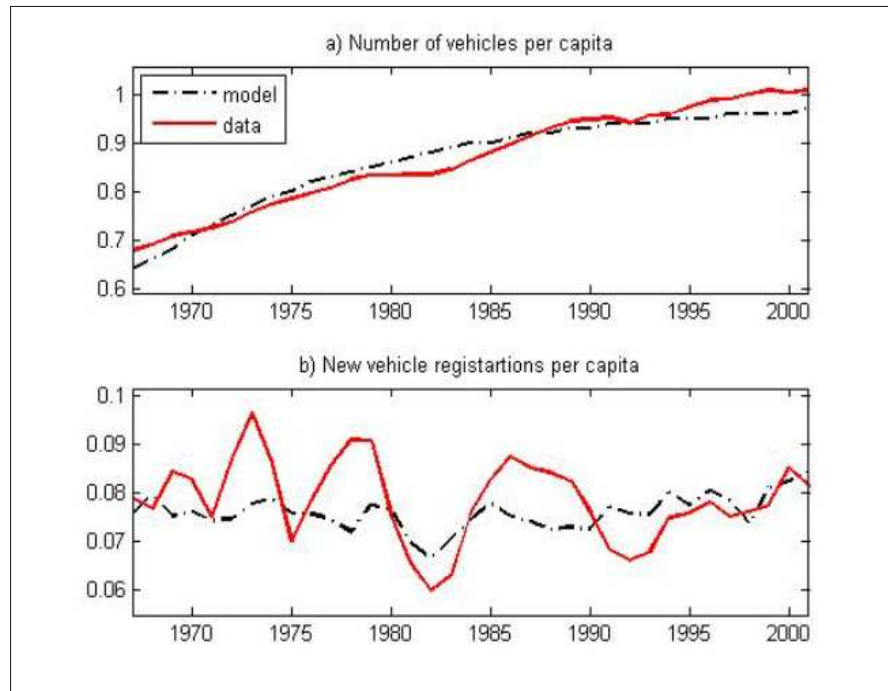 a) Number of vehicles per capita
model
data
1
0.9
0.8
0.7
0.6
1970 1975 1980 1985 1990 1995 2000
b) New vehicle registartions per capita
0.1
0.09
0.08
0.07
0.06
1970 1975 1980 1985 1990 1995 2000